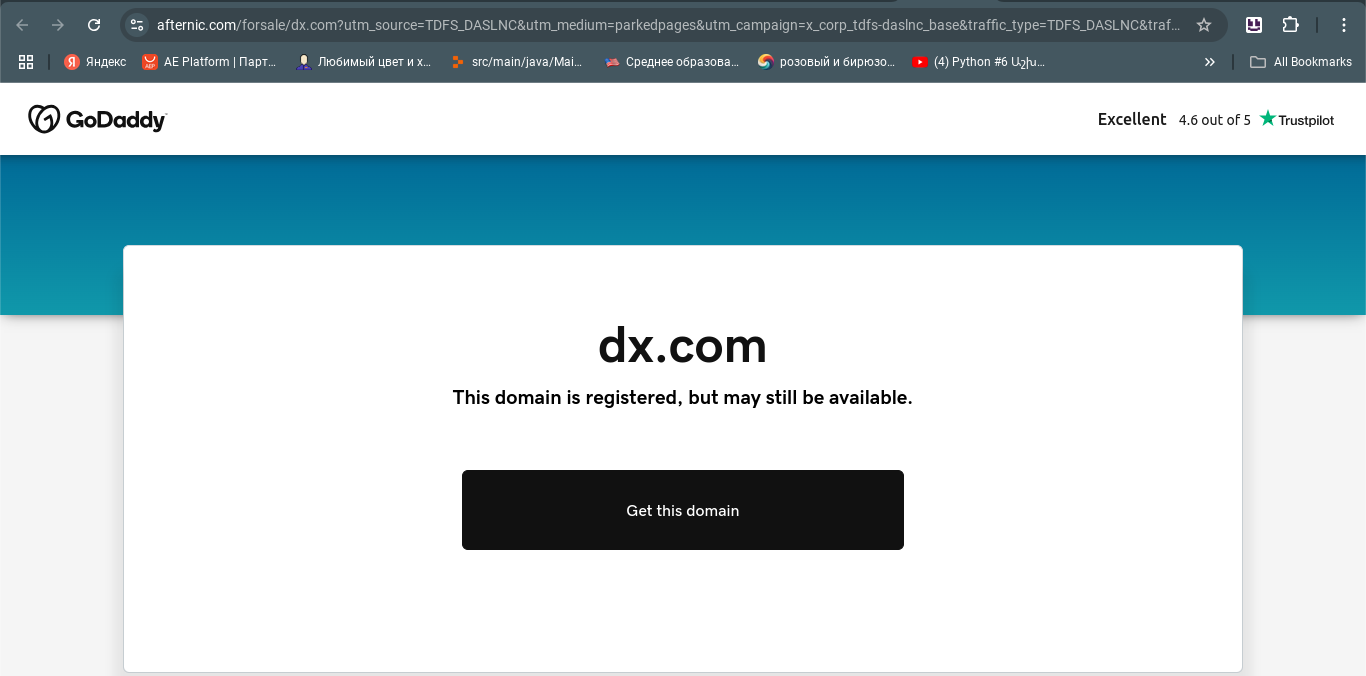 afternic.com/forsale/dx.com?utm_source=TDFS_DASLNC&utm_medium=parkedpages&utm_campaign=x_corp_tdfs-daslnc_base&traffic_type=TDFS_DASLNC&traf...
Яндекс AE Platform | Парт... Любимый цвет и х... src/main/java/Mai... Среднее образова... розовый и бирюзо... (4) Python #6 Աշխ... » All Bookmarks
GoDaddy Excellent 4.6 out of 5 Trustpilot
dx.com
This domain is registered, but may still be available.
Get this domain